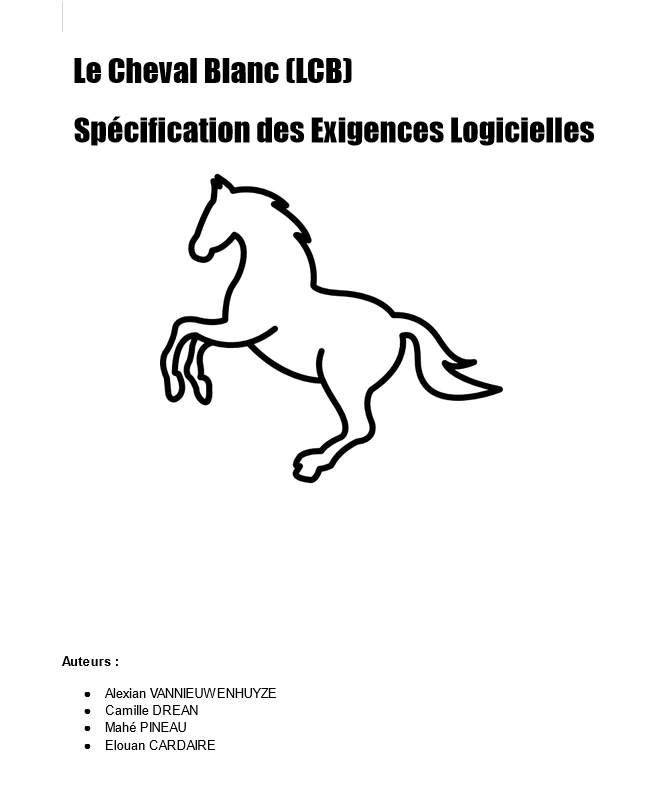 Le Cheval Blanc (LCB)
Spécification des Exigences Logicielles
Auteurs :
● Alexian VANNIEUWENHUYZE
● Camille DREAN
● Mahé PINEAU
● Elouan CARDAIRE